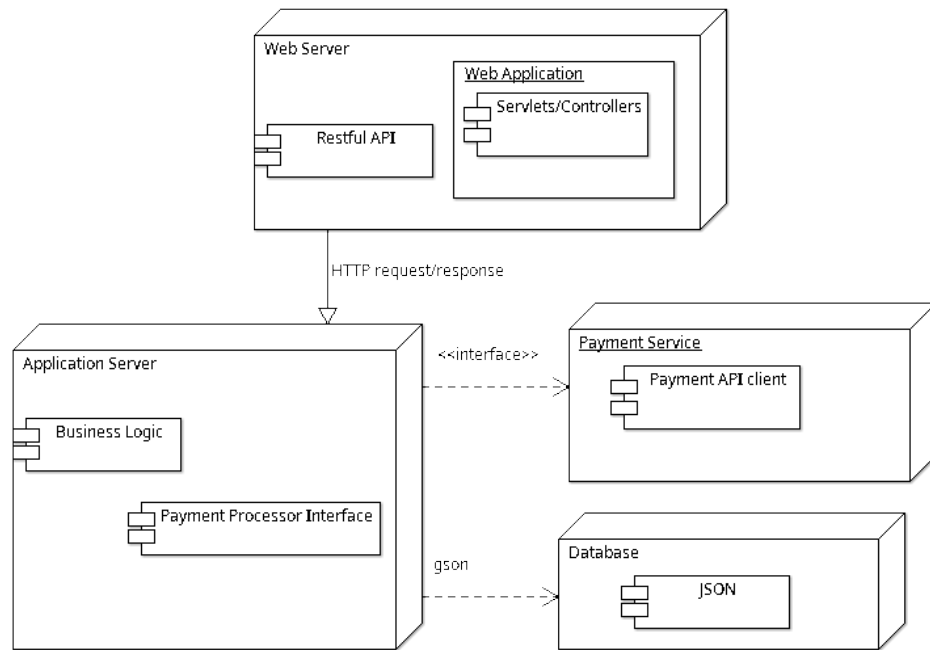 Web Server
Web Application
Servlets/Controllers
Restful API
HTTP request/response
Application Server
<<interface>>
Payment Service
Payment API client
Business Logic
Payment Processor Interface
gson
Database
JSON